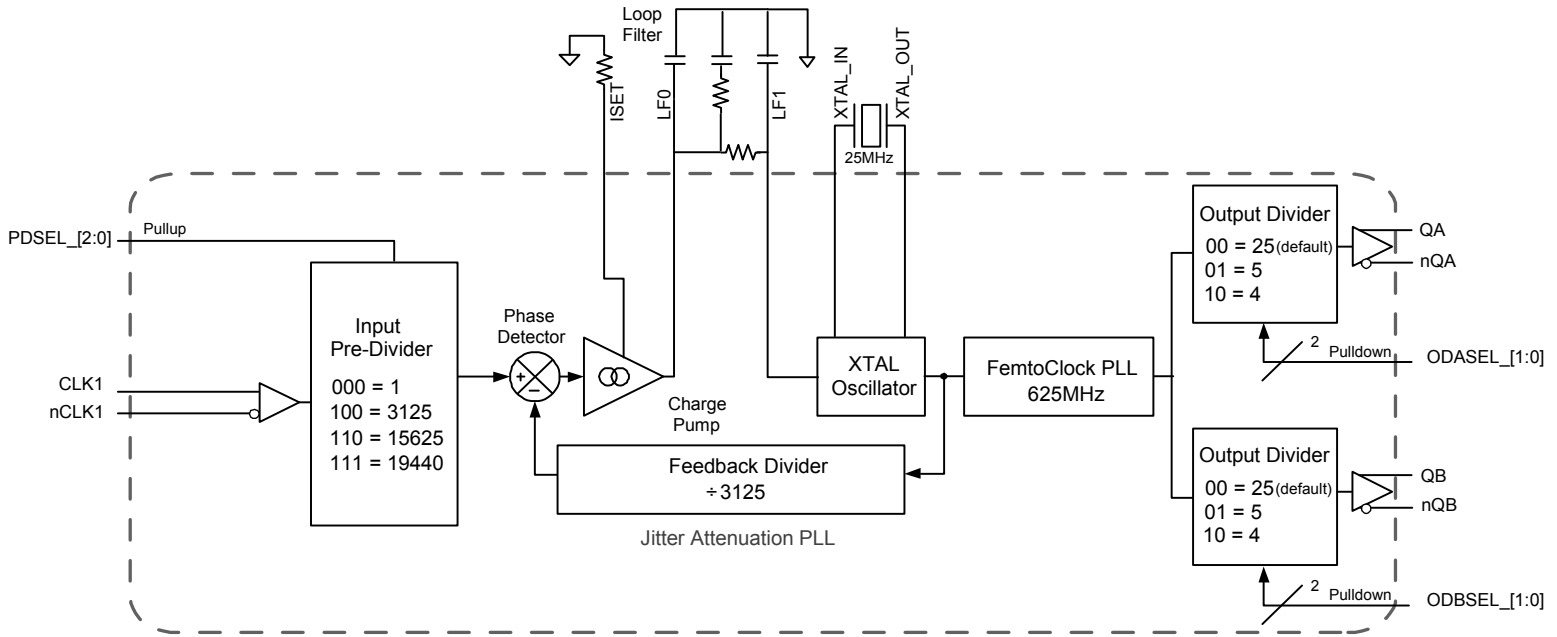 Loop
Filter
ISET
LF0
LF1
XTAL_IN
XTAL_OUT
25MHz
PDSEL_[2:0]
Pullup
Input
Pre-Divider
000 = 1
100 = 3125
110 = 15625
111 = 19440
CLK1
nCLK1
Phase
Detector
+
–
Charge
Pump
XTAL
Oscillator
FemtoClock PLL
625MHz
Feedback Divider
÷3125
Jitter Attenuation PLL
Output Divider
00 = 25(default)
01 = 5
10 = 4
QA
nQA
2
Pulldown
ODASEL_[1:0]
Output Divider
00 = 25(default)
01 = 5
10 = 4
QB
nQB
2
Pulldown
ODBSEL_[1:0]